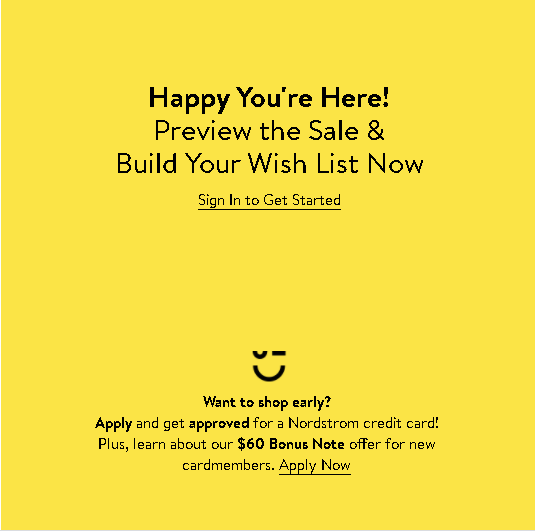 Happy You're Here!
Preview the Sale &
Build Your Wish List Now
Sign In to Get Started
Want to shop early?
Apply and get approved for a Nordstrom credit card!
Plus, learn about our $60 Bonus Note offer for new
cardmembers. Apply Now